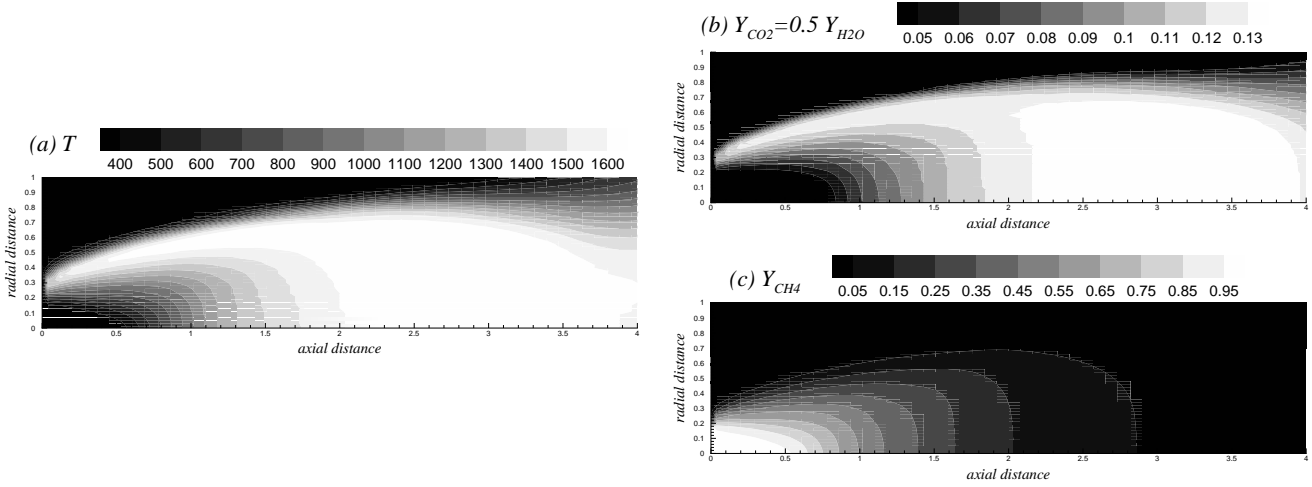 (a) T
400 500 600 700 800 900 1000 1100 1200 1300 1400 1500 1600
radial distance
1
0.9
0.8
0.7
0.6
0.5
0.4
0.3
0.2
0.1
0
0 0.5 1 1.5 2 2.5 3 3.5 4
axial distance
(b) Y_CO2=0.5 Y_H2O
0.05 0.06 0.07 0.08 0.09 0.1 0.11 0.12 0.13
radial distance
1
0.9
0.8
0.7
0.6
0.5
0.4
0.3
0.2
0.1
0
0 0.5 1 1.5 2 2.5 3 3.5 4
axial distance
(c) Y_CH4
0.05 0.15 0.25 0.35 0.45 0.55 0.65 0.75 0.85 0.95
radial distance
1
0.9
0.8
0.7
0.6
0.5
0.4
0.3
0.2
0.1
0
0 0.5 1 1.5 2 2.5 3 3.5 4
axial distance